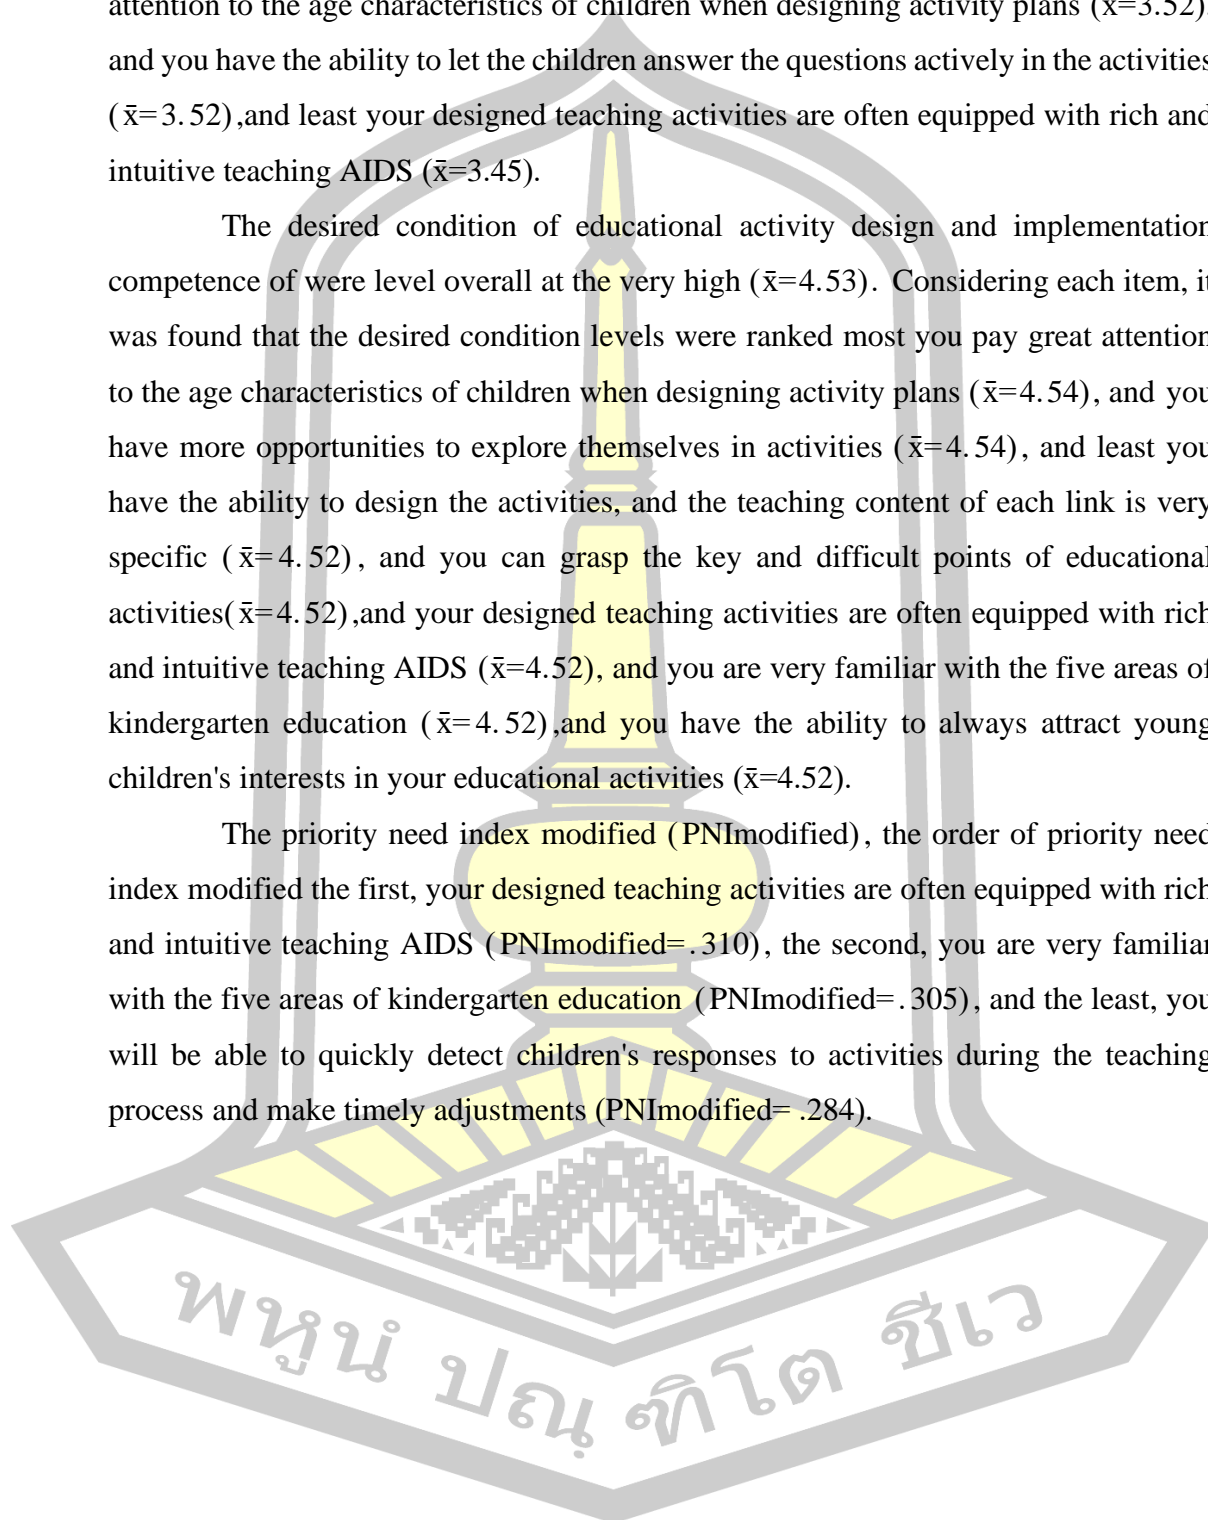 attention to the age characteristics of children when designing activity plans (x̄=3.52),
and you have the ability to let the children answer the questions actively in the activities
(x̄=3.52),and least your designed teaching activities are often equipped with rich and
intuitive teaching AIDS (x̄=3.45).
The desired condition of educational activity design and implementation
competence of were level overall at the very high (x̄=4.53). Considering each item, it
was found that the desired condition levels were ranked most you pay great attention
to the age characteristics of children when designing activity plans (x̄=4.54), and you
have more opportunities to explore themselves in activities (x̄=4.54), and least you
have the ability to design the activities, and the teaching content of each link is very
specific (x̄=4.52), and you can grasp the key and difficult points of educational
activities(x̄=4.52),and your designed teaching activities are often equipped with rich
and intuitive teaching AIDS (x̄=4.52), and you are very familiar with the five areas of
kindergarten education (x̄=4.52),and you have the ability to always attract young
children's interests in your educational activities (x̄=4.52).
The priority need index modified (PNImodified), the order of priority need
index modified the first, your designed teaching activities are often equipped with rich
and intuitive teaching AIDS (PNImodified= .310), the second, you are very familiar
with the five areas of kindergarten education (PNImodified=.305), and the least, you
will be able to quickly detect children's responses to activities during the teaching
process and make timely adjustments (PNImodified= .284).
พหูนํ ปณฺฑิโต ชีเว